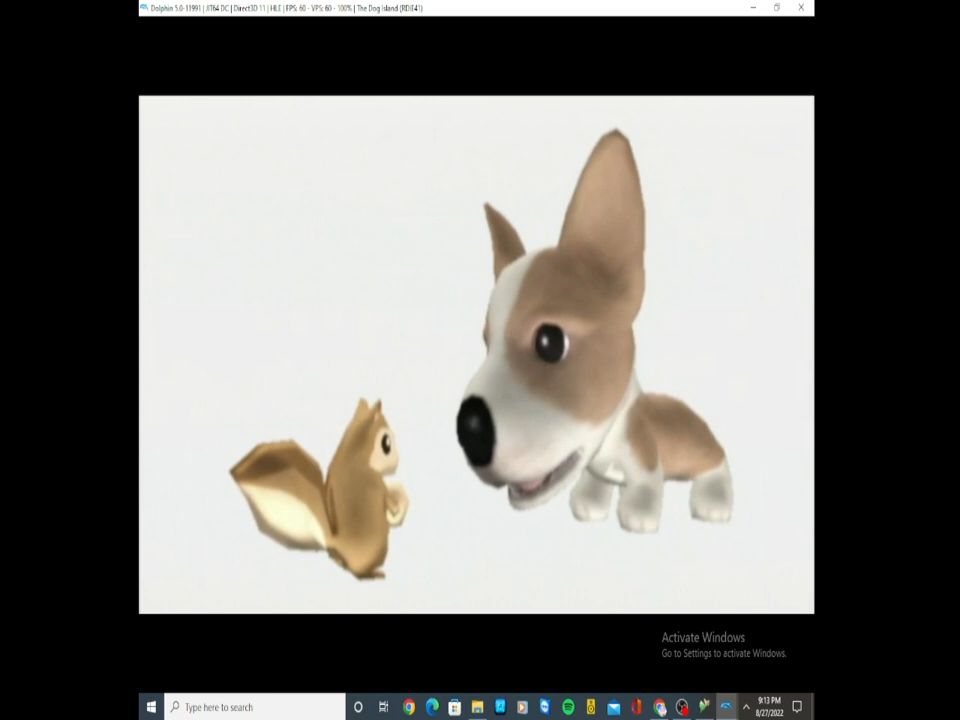 Dolphin 5.0-11991 | JIT64 DC | Direct3D 11 | HLE | FPS: 60 - VPS: 60 - 100% | The Dog Island (RDIE41)
Activate Windows
Go to Settings to activate Windows.
Type here to search
9:13 PM
8/27/2022